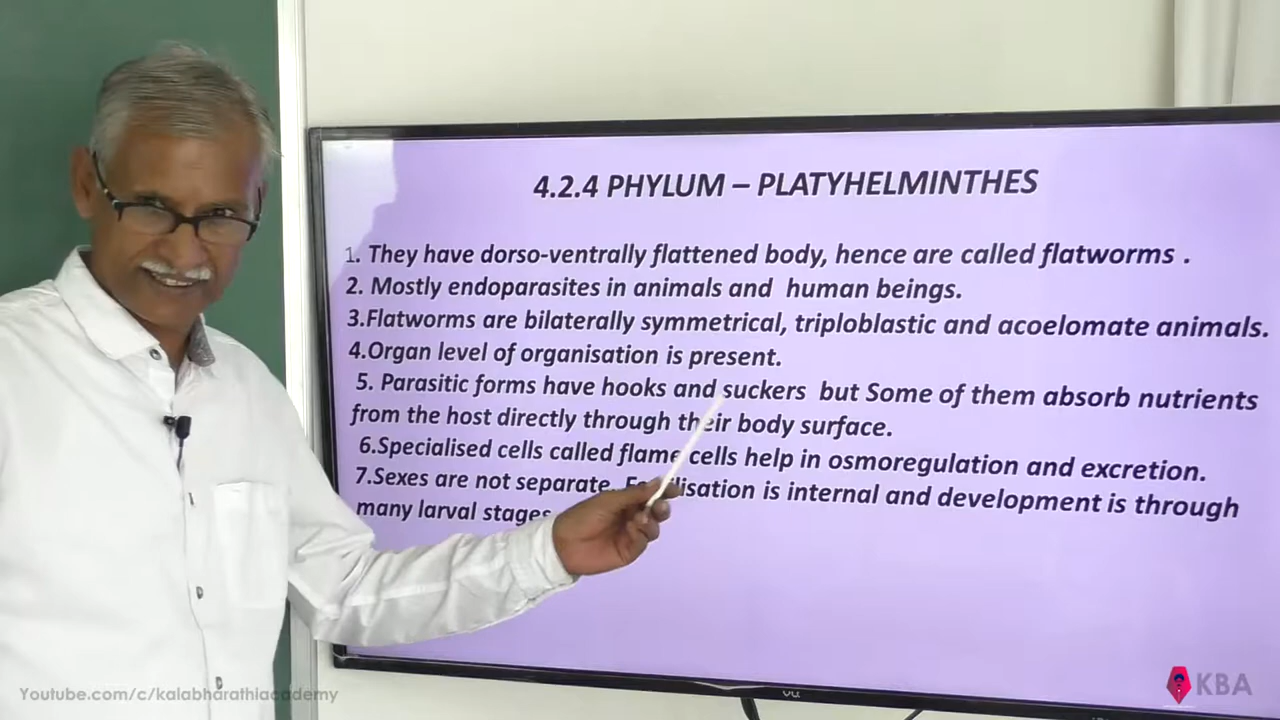 4.2.4 PHYLUM – PLATYHELMINTHES
1. They have dorso-ventrally flattened body, hence are called flatworms .
2. Mostly endoparasites in animals and human beings.
3.Flatworms are bilaterally symmetrical, triploblastic and acoelomate animals.
4.Organ level of organisation is present.
5. Parasitic forms have hooks and suckers but Some of them absorb nutrients
from the host directly through their body surface.
6.Specialised cells called flame cells help in osmoregulation and excretion.
7.Sexes are not separate. is internal and development is through
many larval stages
Youtube.com/c/kalabharathiacademy
KBA